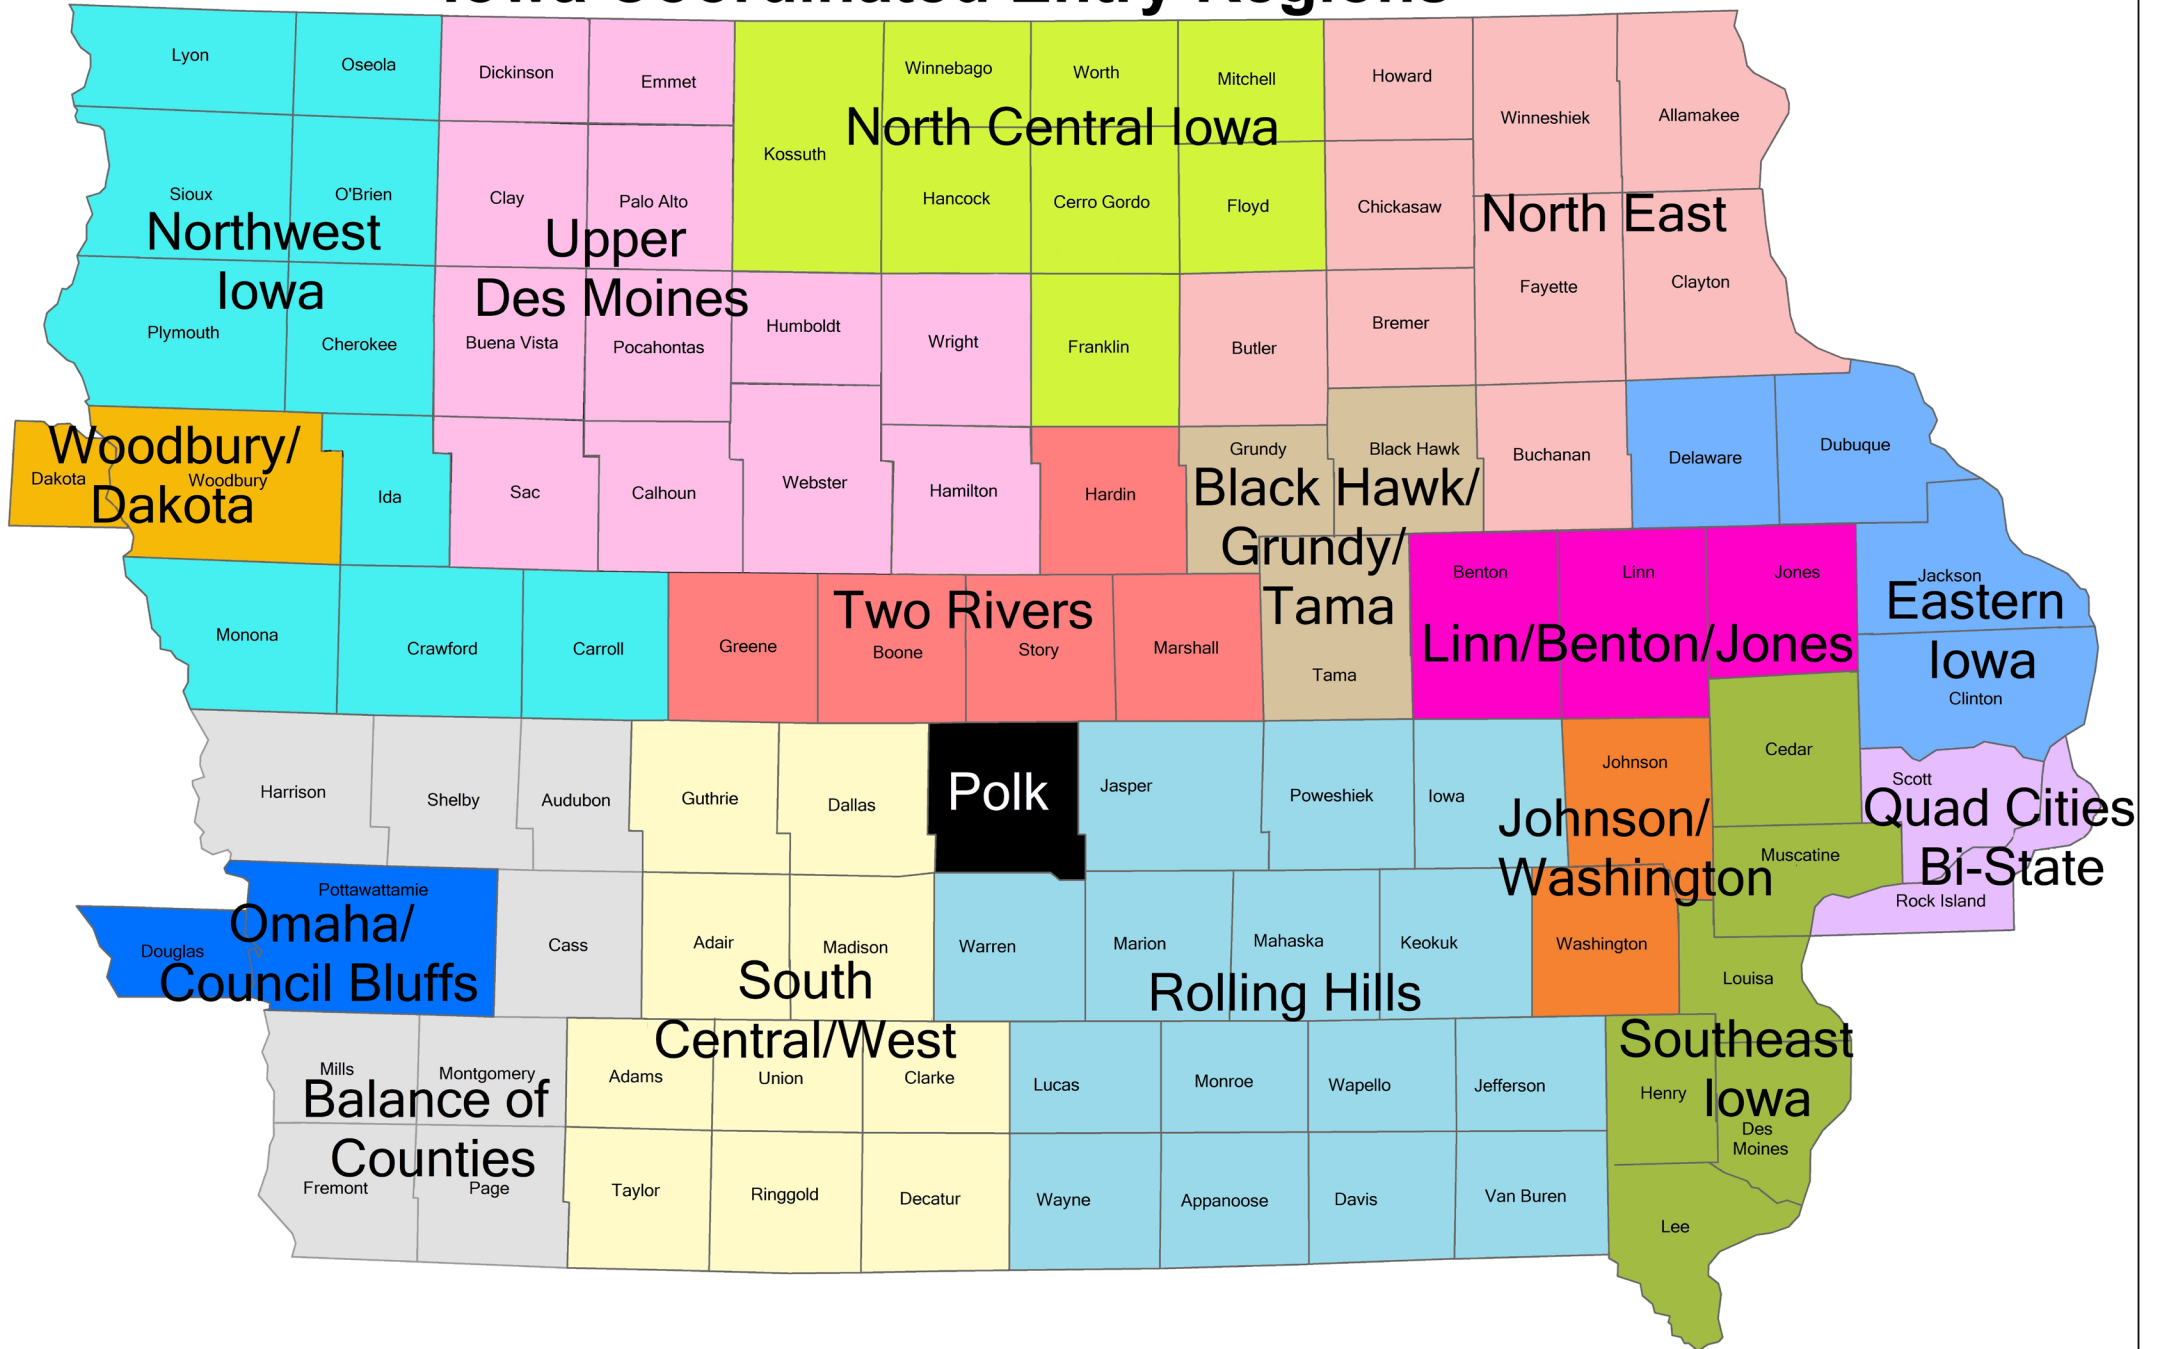 Iowa Coordinated Entry Regions
Lyon
Oseola
Dickinson
Emmet
Kossuth
Winnebago
Worth
Mitchell
Howard
Winneshiek
Allamakee
North Central Iowa
Sioux
O'Brien
Clay
Palo Alto
Hancock
Cerro Gordo
Floyd
Chickasaw
North East
Northwest
Iowa
Upper
Des Moines
Plymouth
Cherokee
Buena Vista
Pocahontas
Humboldt
Wright
Franklin
Butler
Bremer
Fayette
Clayton
Woodbury/
Dakota
Dakota
Woodbury
Ida
Sac
Calhoun
Webster
Hamilton
Hardin
Grundy
Black Hawk
Black Hawk/
Grundy/
Tama
Buchanan
Delaware
Dubuque
Monona
Crawford
Carroll
Two Rivers
Greene
Boone
Story
Marshall
Tama
Benton
Linn
Jones
Linn/Benton/Jones
Jackson
Eastern
Iowa
Clinton
Harrison
Shelby
Audubon
Guthrie
Dallas
Polk
Jasper
Poweshiek
Iowa
Johnson
Johnson/
Washington
Cedar
Muscatine
Scott
Quad Cities
Bi-State
Rock Island
Pottawattamie
Omaha/
Council Bluffs
Douglas
Cass
Adair
Madison
South
Central/West
Warren
Marion
Mahaska
Keokuk
Rolling Hills
Washington
Louisa
Southeast
Iowa
Mills
Montgomery
Balance of
Counties
Adams
Union
Clarke
Lucas
Monroe
Wapello
Jefferson
Henry
Des
Moines
Fremont
Page
Taylor
Ringgold
Decatur
Wayne
Appanoose
Davis
Van Buren
Lee